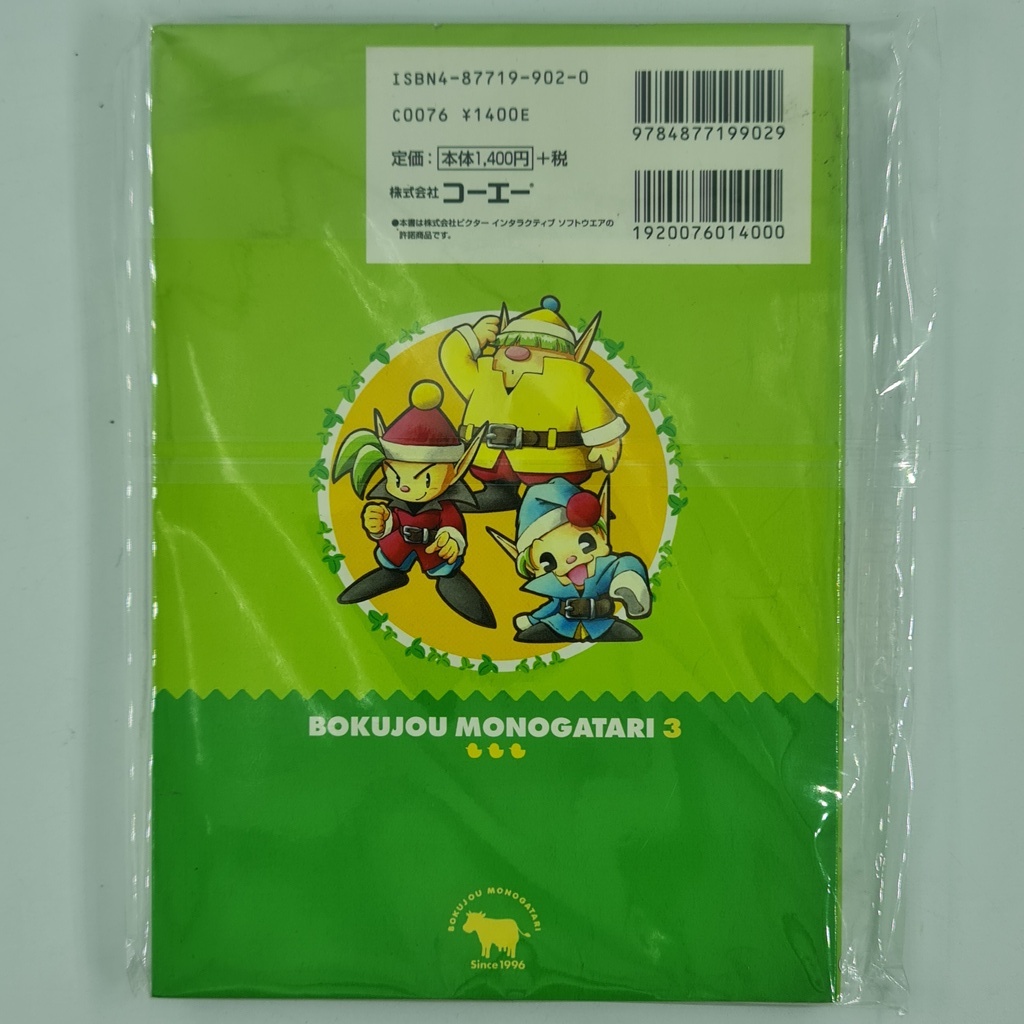 ISBN4-87719-902-0
C0076 ¥1400E
定価：本体1,400円+税
株式会社 コーエー
●本書は株式会社ビクター インタラクティブ ソフトウエアの
許諾商品です。
9784877199029
1920076014000
BOKUJOU MONOGATARI 3
BOKUJOU MONOGATARI
Since1996